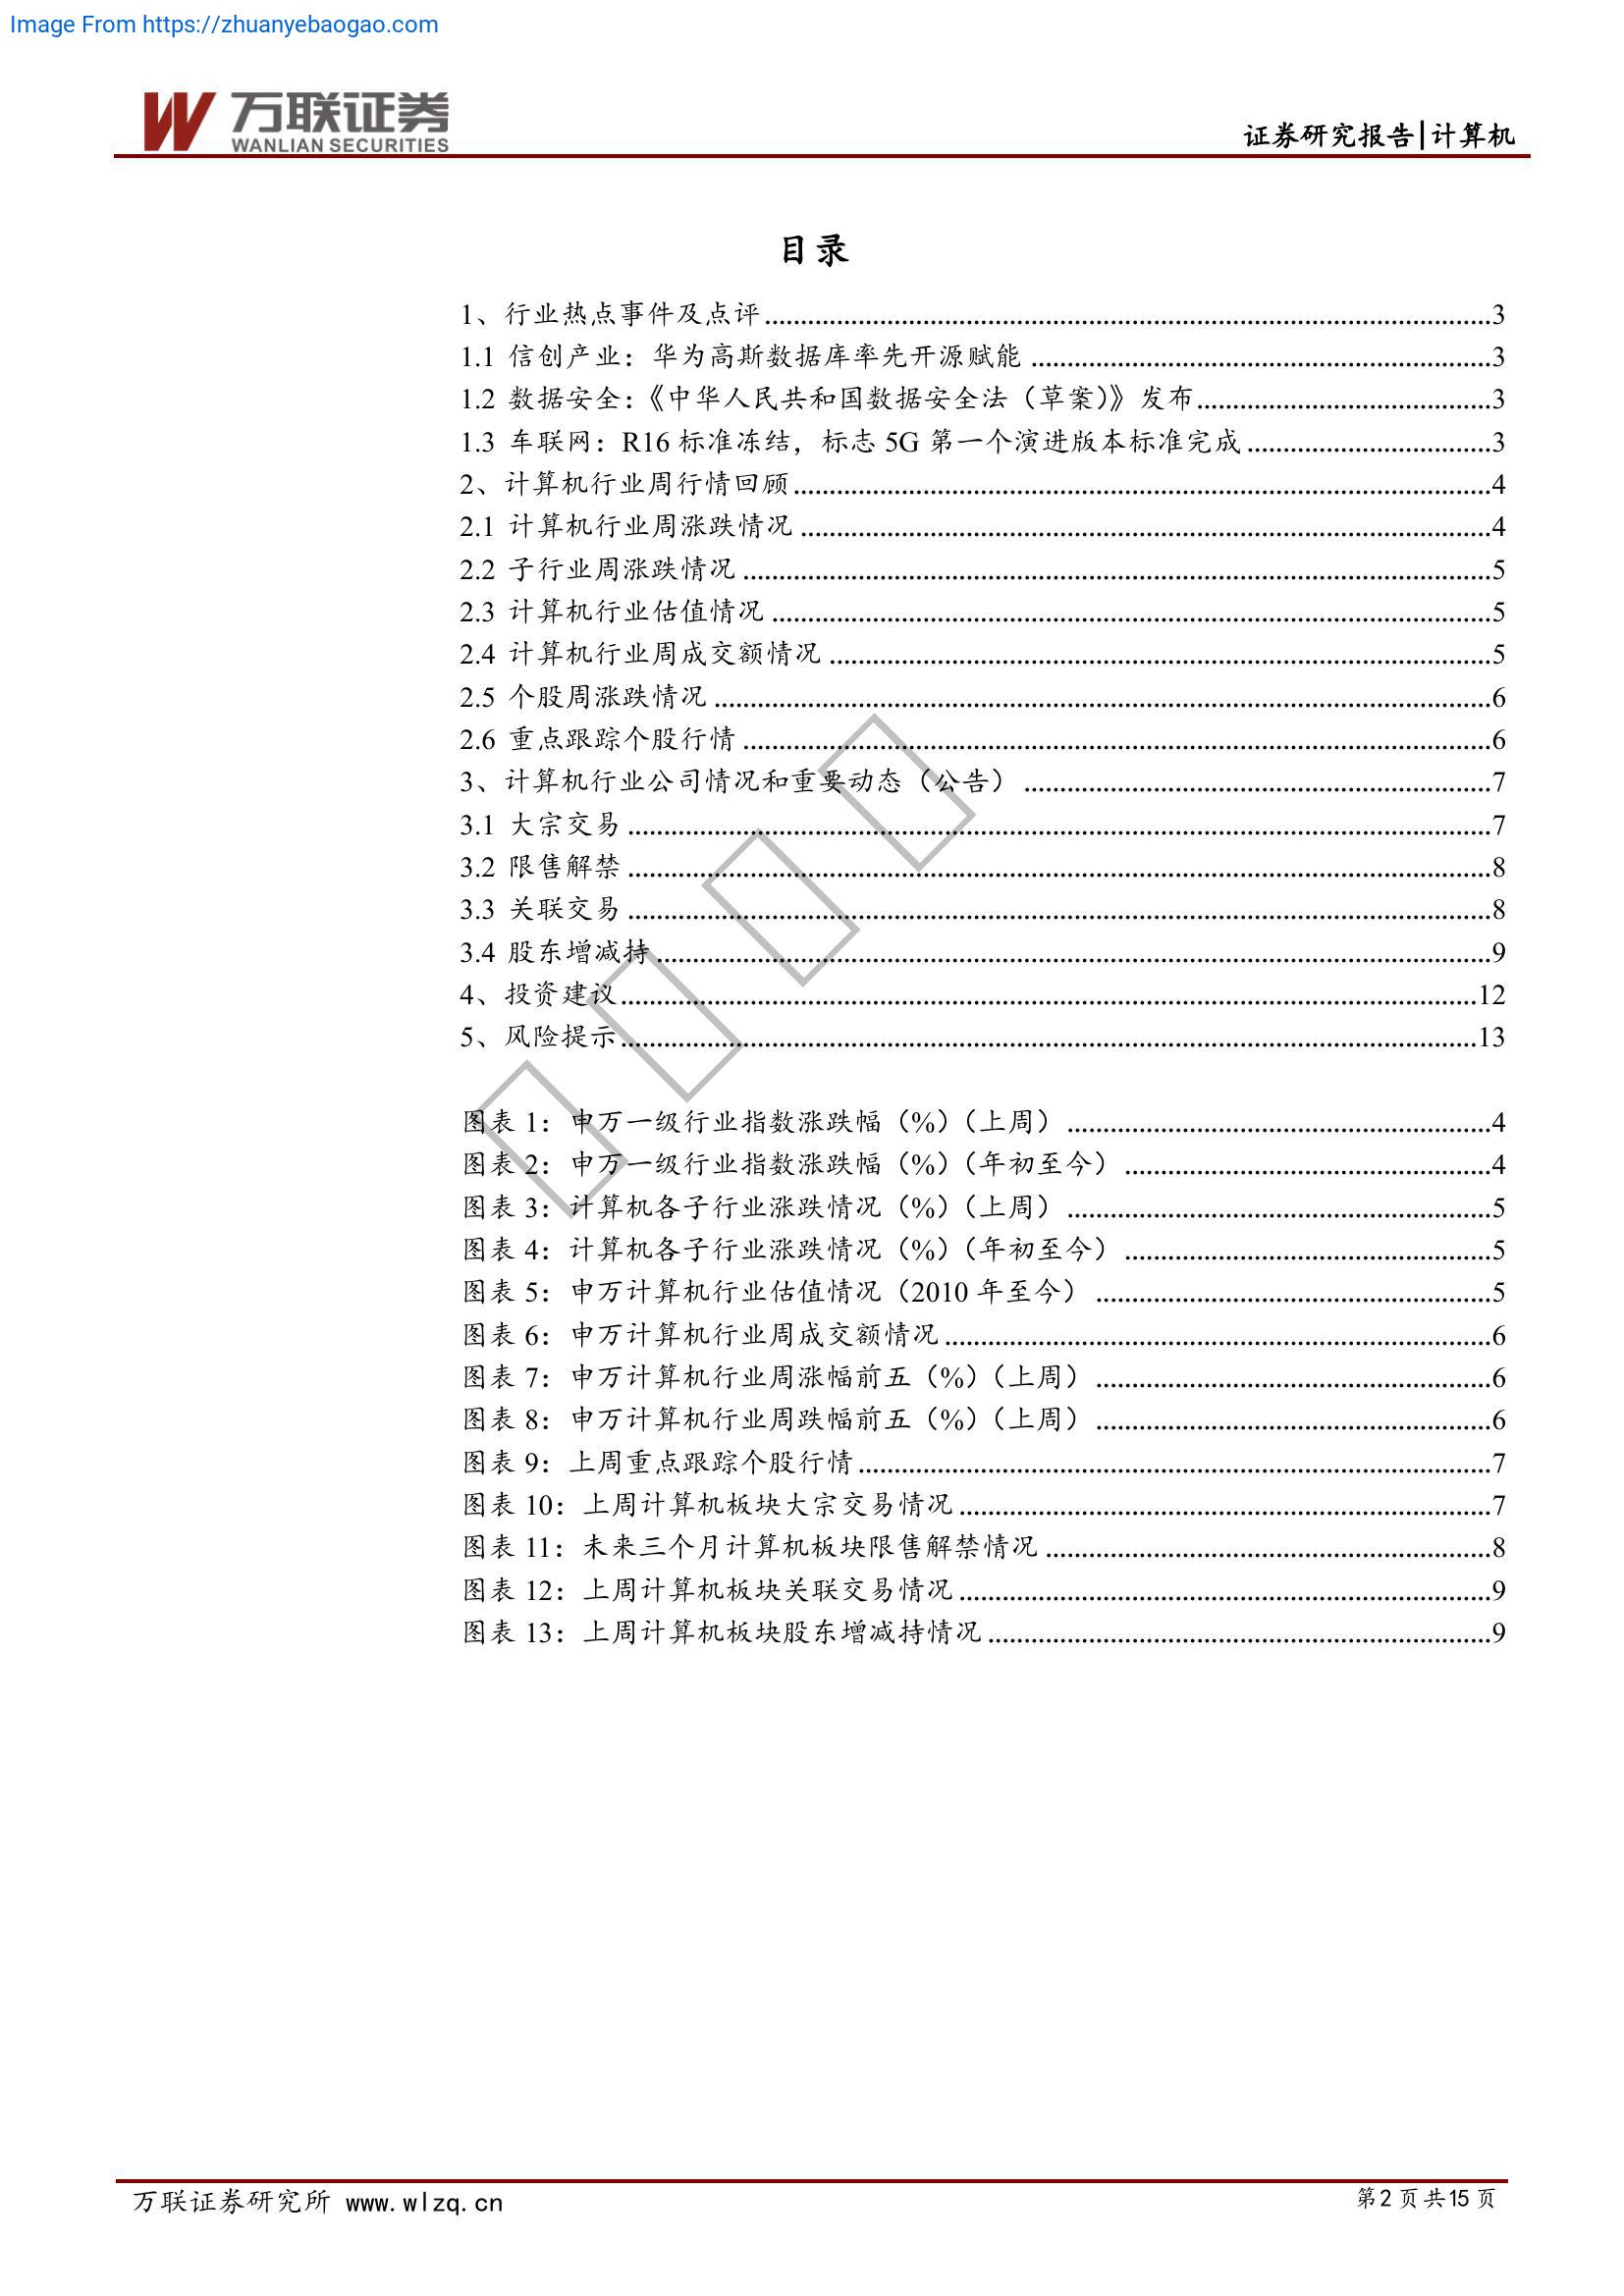 Image From https://zhuanyebaogao.com
万联证券
WANLIAN SECURITIES
证券研究报告|计算机
目录
1、行业热点事件及点评 3
1.1 信创产业：华为高斯数据库率先开源赋能 3
1.2 数据安全：《中华人民共和国数据安全法（草案）》发布 3
1.3 车联网：R16 标准冻结，标志 5G 第一个演进版本标准完成 3
2、计算机行业周行情回顾 4
2.1 计算机行业周涨跌情况 4
2.2 子行业周涨跌情况 5
2.3 计算机行业估值情况 5
2.4 计算机行业周成交额情况 5
2.5 个股周涨跌情况 6
2.6 重点跟踪个股行情 6
3、计算机行业公司情况和重要动态（公告） 7
3.1 大宗交易 7
3.2 限售解禁 8
3.3 关联交易 8
3.4 股东增减持 9
4、投资建议 12
5、风险提示 13
图表 1：申万一级行业指数涨跌幅（%）（上周） 4
图表 2：申万一级行业指数涨跌幅（%）（年初至今） 4
图表 3：计算机各子行业涨跌情况（%）（上周） 5
图表 4：计算机各子行业涨跌情况（%）（年初至今） 5
图表 5：申万计算机行业估值情况（2010 年至今） 5
图表 6：申万计算机行业周成交额情况 6
图表 7：申万计算机行业周涨幅前五（%）（上周） 6
图表 8：申万计算机行业周跌幅前五（%）（上周） 6
图表 9：上周重点跟踪个股行情 7
图表 10：上周计算机板块大宗交易情况 7
图表 11：未来三个月计算机板块限售解禁情况 8
图表 12：上周计算机板块关联交易情况 9
图表 13：上周计算机板块股东增减持情况 9
万联证券研究所 www.wlzq.cn
第 2 页 共 15 页